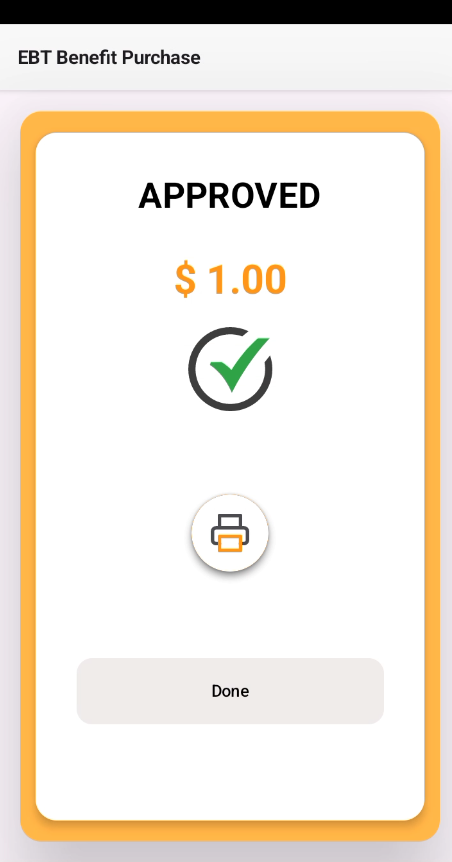 EBT Benefit Purchase
APPROVED
$ 1.00
Done